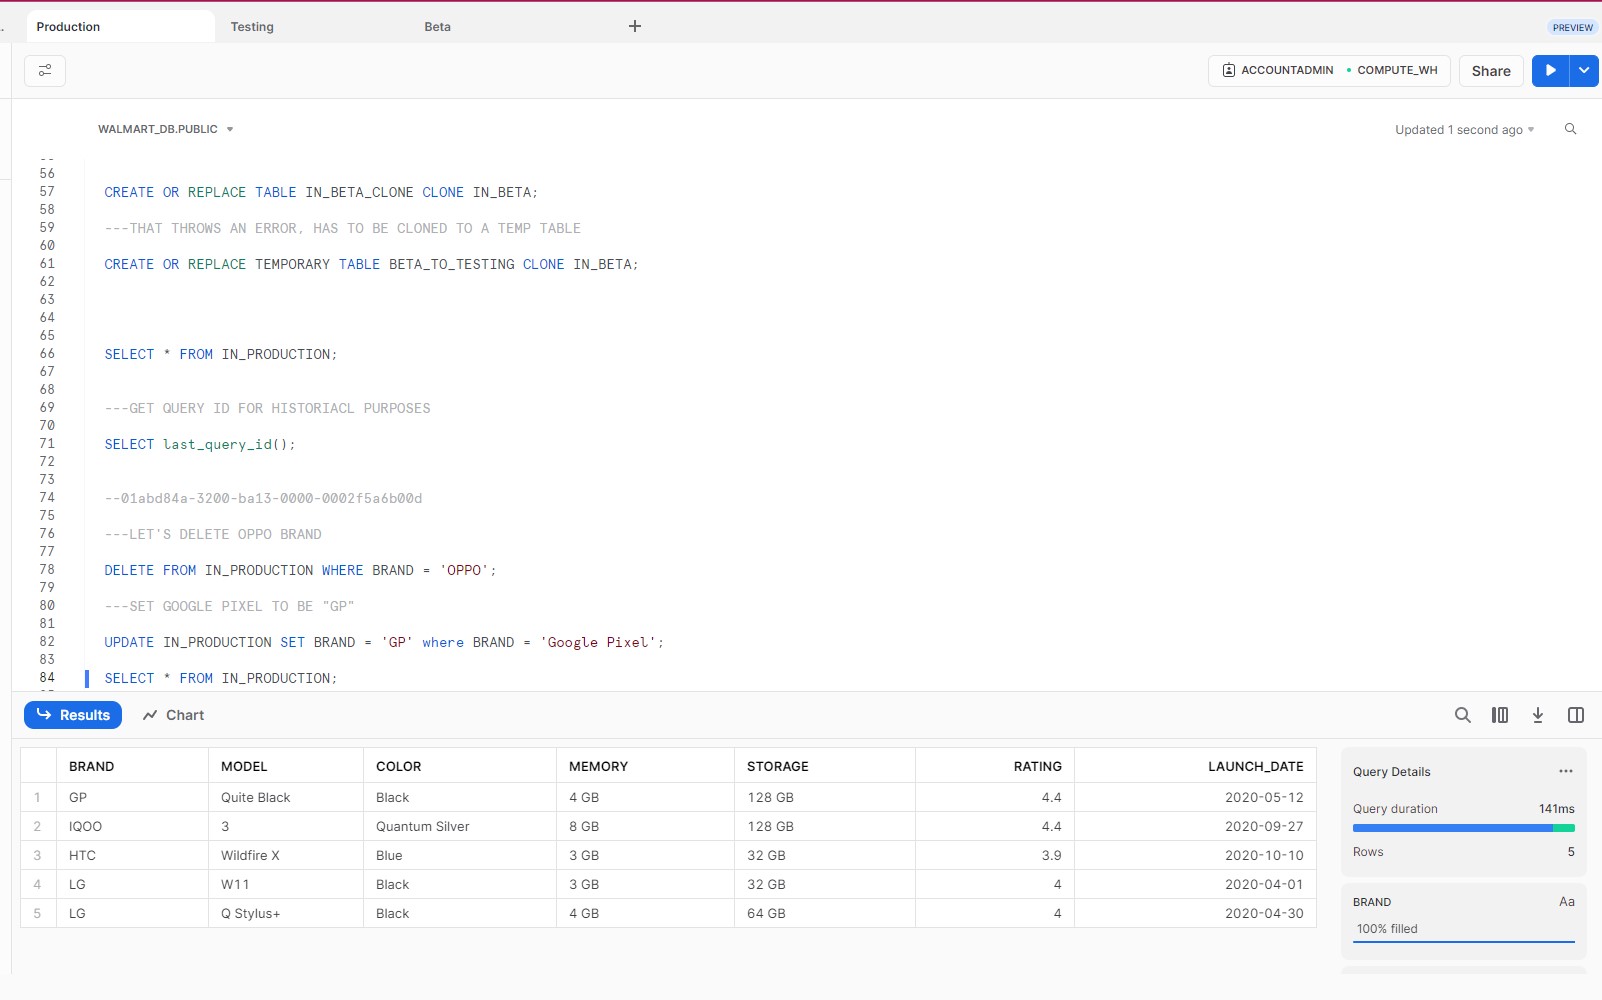 Production Testing Beta +
PREVIEW
ACCOUNTADMIN • COMPUTE_WH Share
WALMART_DB.PUBLIC
Updated 1 second ago
56
57 CREATE OR REPLACE TABLE IN_BETA_CLONE CLONE IN_BETA;
58
59 ---THAT THROWS AN ERROR, HAS TO BE CLONED TO A TEMP TABLE
60
61 CREATE OR REPLACE TEMPORARY TABLE BETA_TO_TESTING CLONE IN_BETA;
62
63
64
65
66 SELECT * FROM IN_PRODUCTION;
67
68
69 ---GET QUERY ID FOR HISTORIACL PURPOSES
70
71 SELECT last_query_id();
72
73
74 --01abd84a-3200-ba13-0000-0002f5a6b00d
75
76 ---LET'S DELETE OPPO BRAND
77
78 DELETE FROM IN_PRODUCTION WHERE BRAND = 'OPPO';
79
80 ---SET GOOGLE PIXEL TO BE "GP"
81
82 UPDATE IN_PRODUCTION SET BRAND = 'GP' where BRAND = 'Google Pixel';
83
84 SELECT * FROM IN_PRODUCTION;
Results Chart
BRAND MODEL COLOR MEMORY STORAGE RATING LAUNCH_DATE
1 GP Quite Black Black 4 GB 128 GB 4.4 2020-05-12
2 IQOO 3 Quantum Silver 8 GB 128 GB 4.4 2020-09-27
3 HTC Wildfire X Blue 3 GB 32 GB 3.9 2020-10-10
4 LG W11 Black 3 GB 32 GB 4 2020-04-01
5 LG Q Stylus+ Black 4 GB 64 GB 4 2020-04-30
Query Details ...
Query duration 141ms
Rows 5
BRAND Aa
100% filled